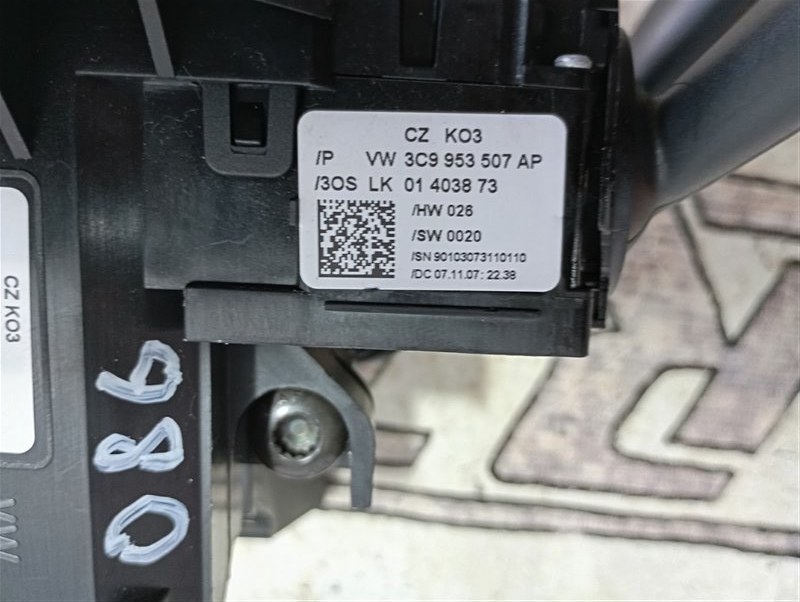 CZ KO3
/P VW 3C9 953 507 AP
/3OS LK 01 4038 73
/HW 026
/SW 0020
/SN 90103073110110
/DC 07.11.07; 22.38
CZ KO3
980
VW